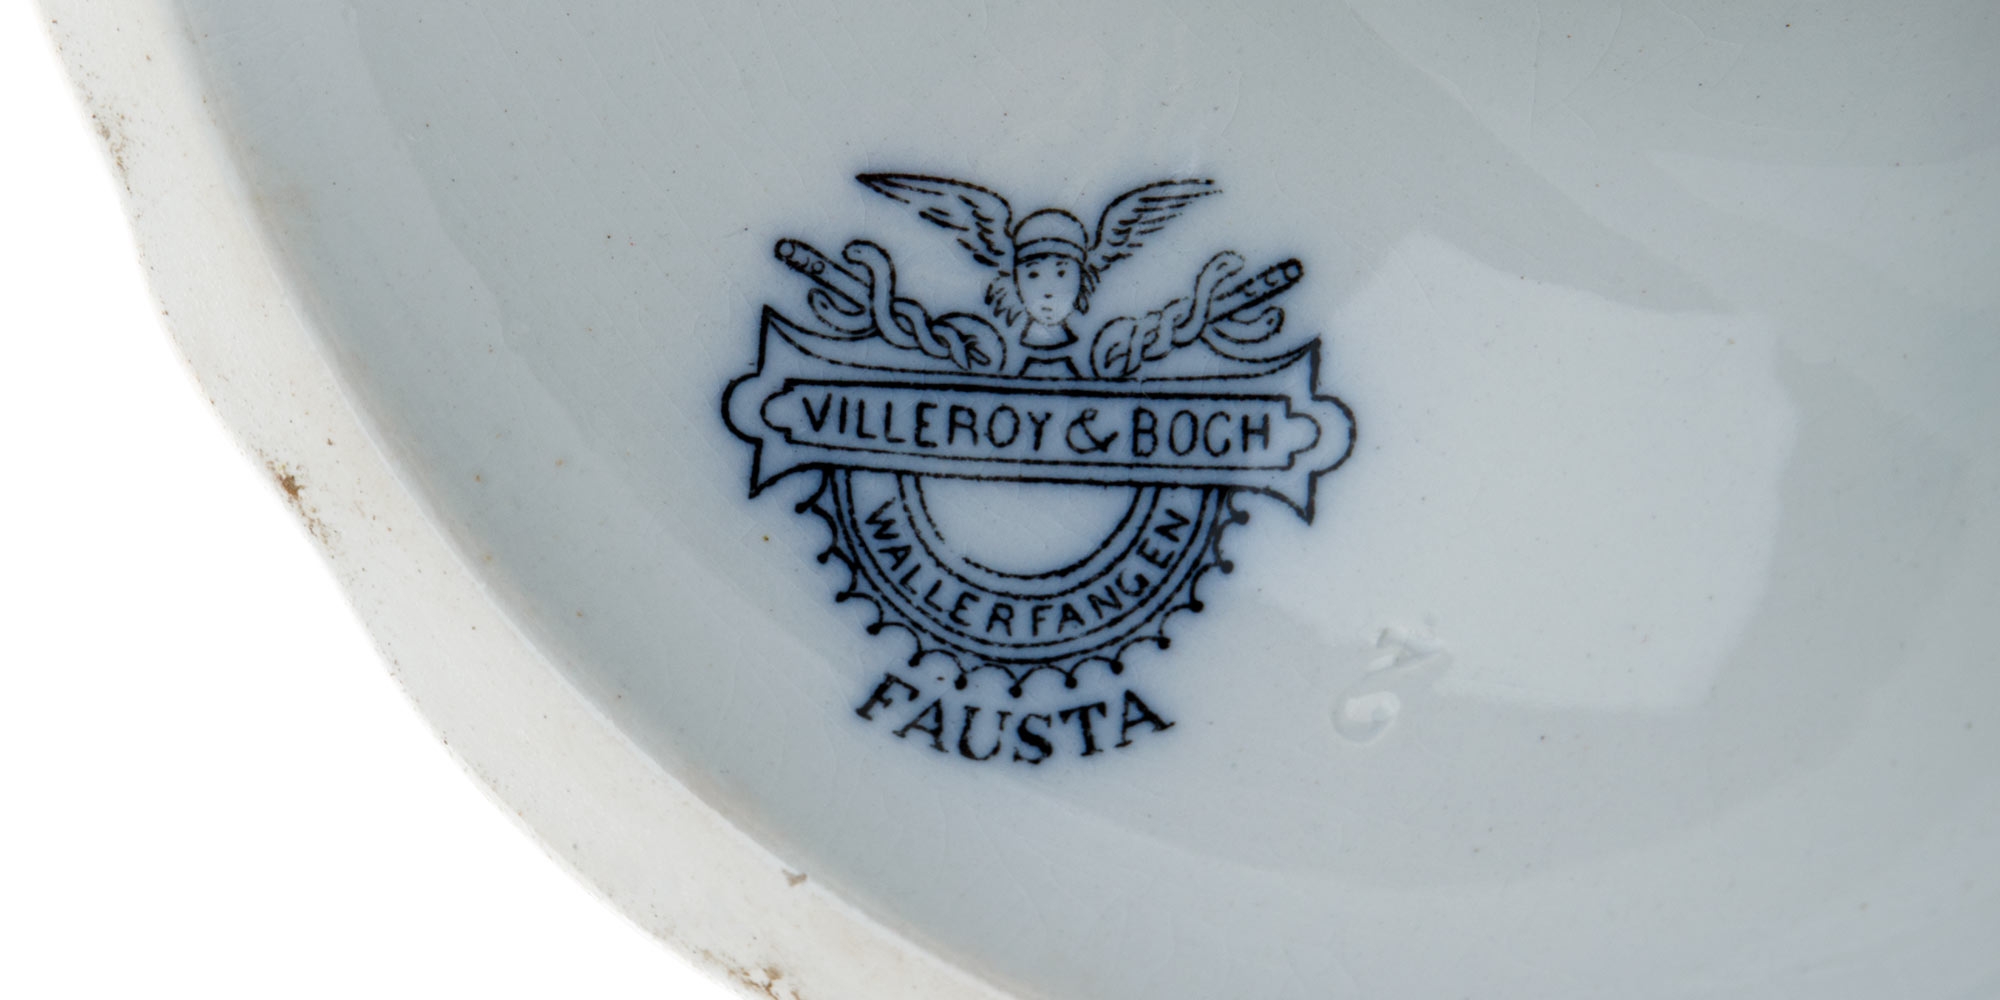 VILLEROY & BOCH
WALLERFANGEN
FAUSTA